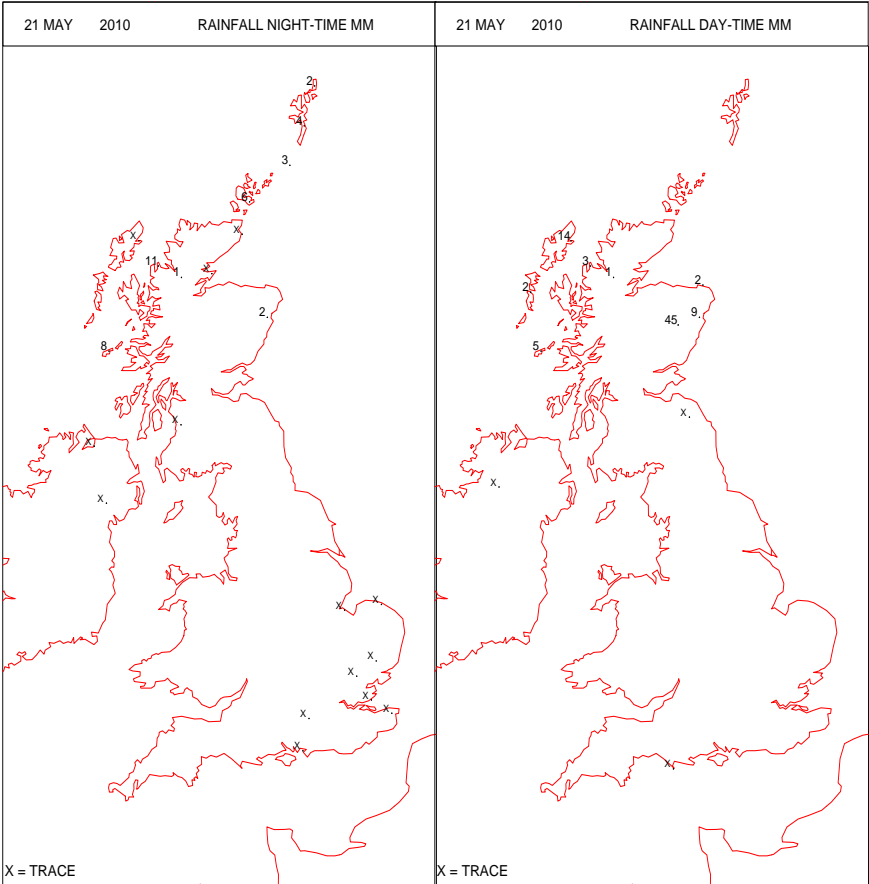 21 MAY 2010 RAINFALL NIGHT-TIME MM
2
4
3
6
X X
11 1 X
2
8
X
X
X
X X
X
X
X
X X
X
X = TRACE
21 MAY 2010 RAINFALL DAY-TIME MM
14
3
1 2
2
9
45
5
X
X
X
X = TRACE